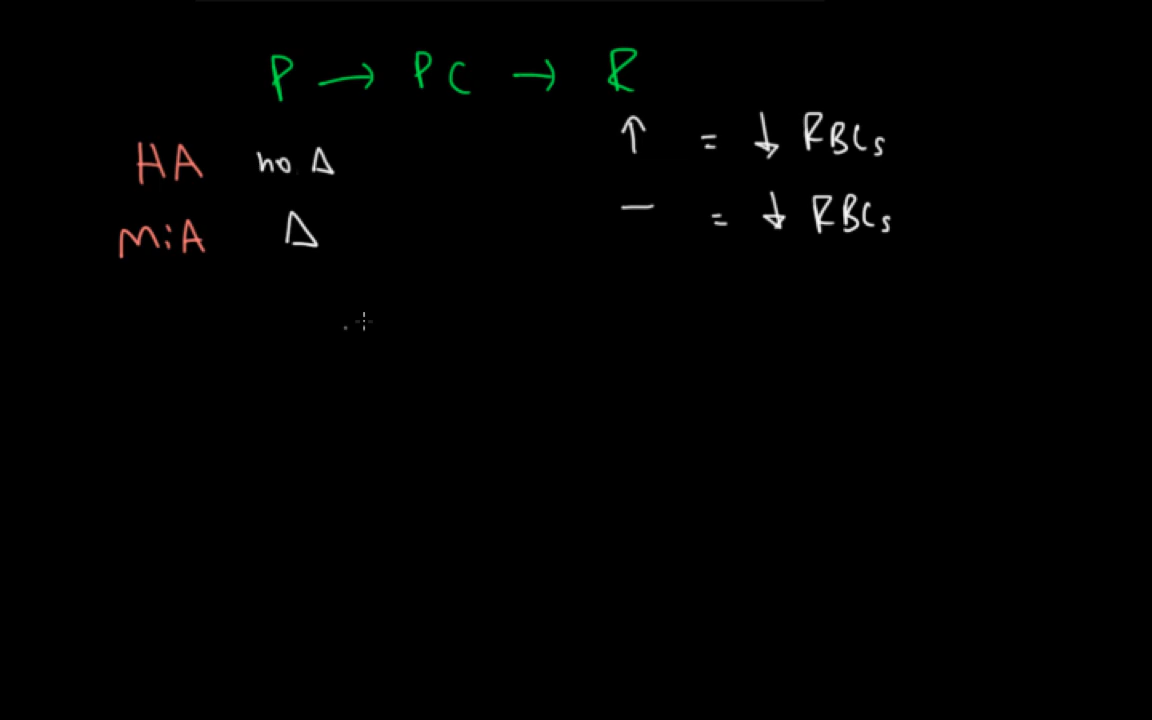 P → PC → R
HA no Δ ↑ = ↓ RBCs
MiA Δ — = ↓ RBCs